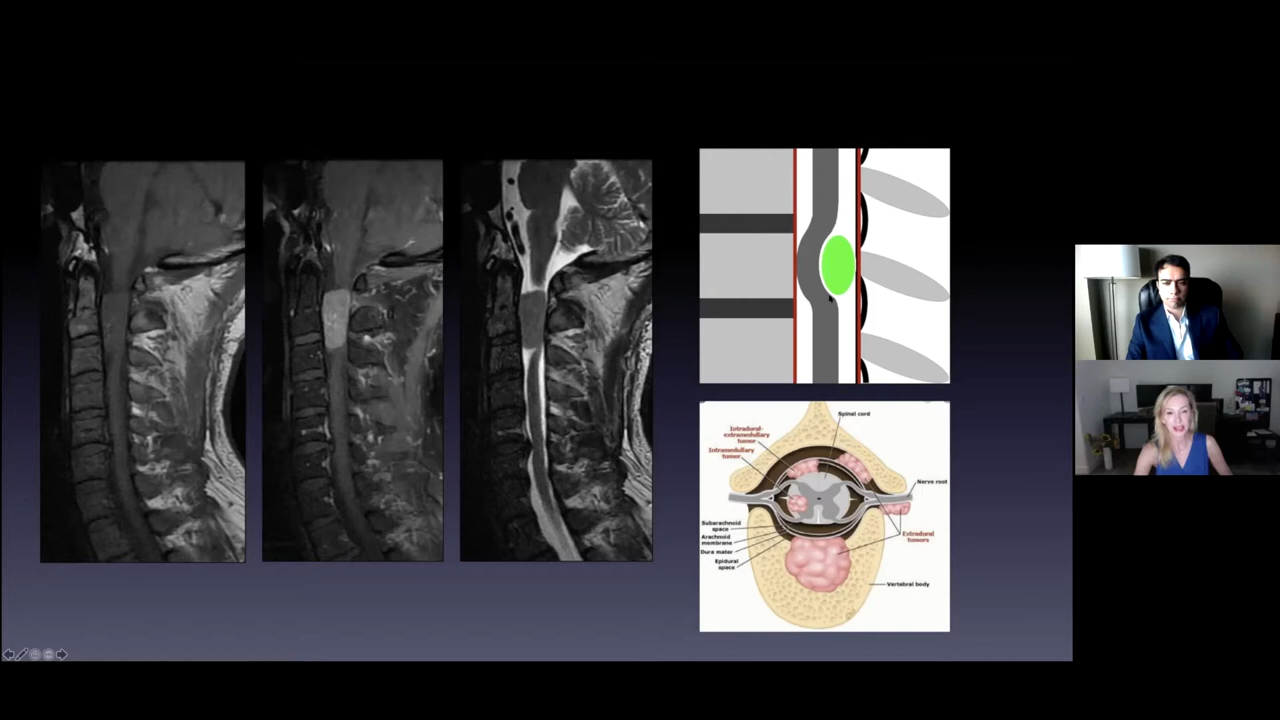 Spinal cord
Intradural-
extramedullary
tumor
Intramedullary
tumor
Nerve root
Subarachnoid
space
Arachnoid
membrane
Dura mater
Epidural
space
Extradural
tumors
Vertebral body